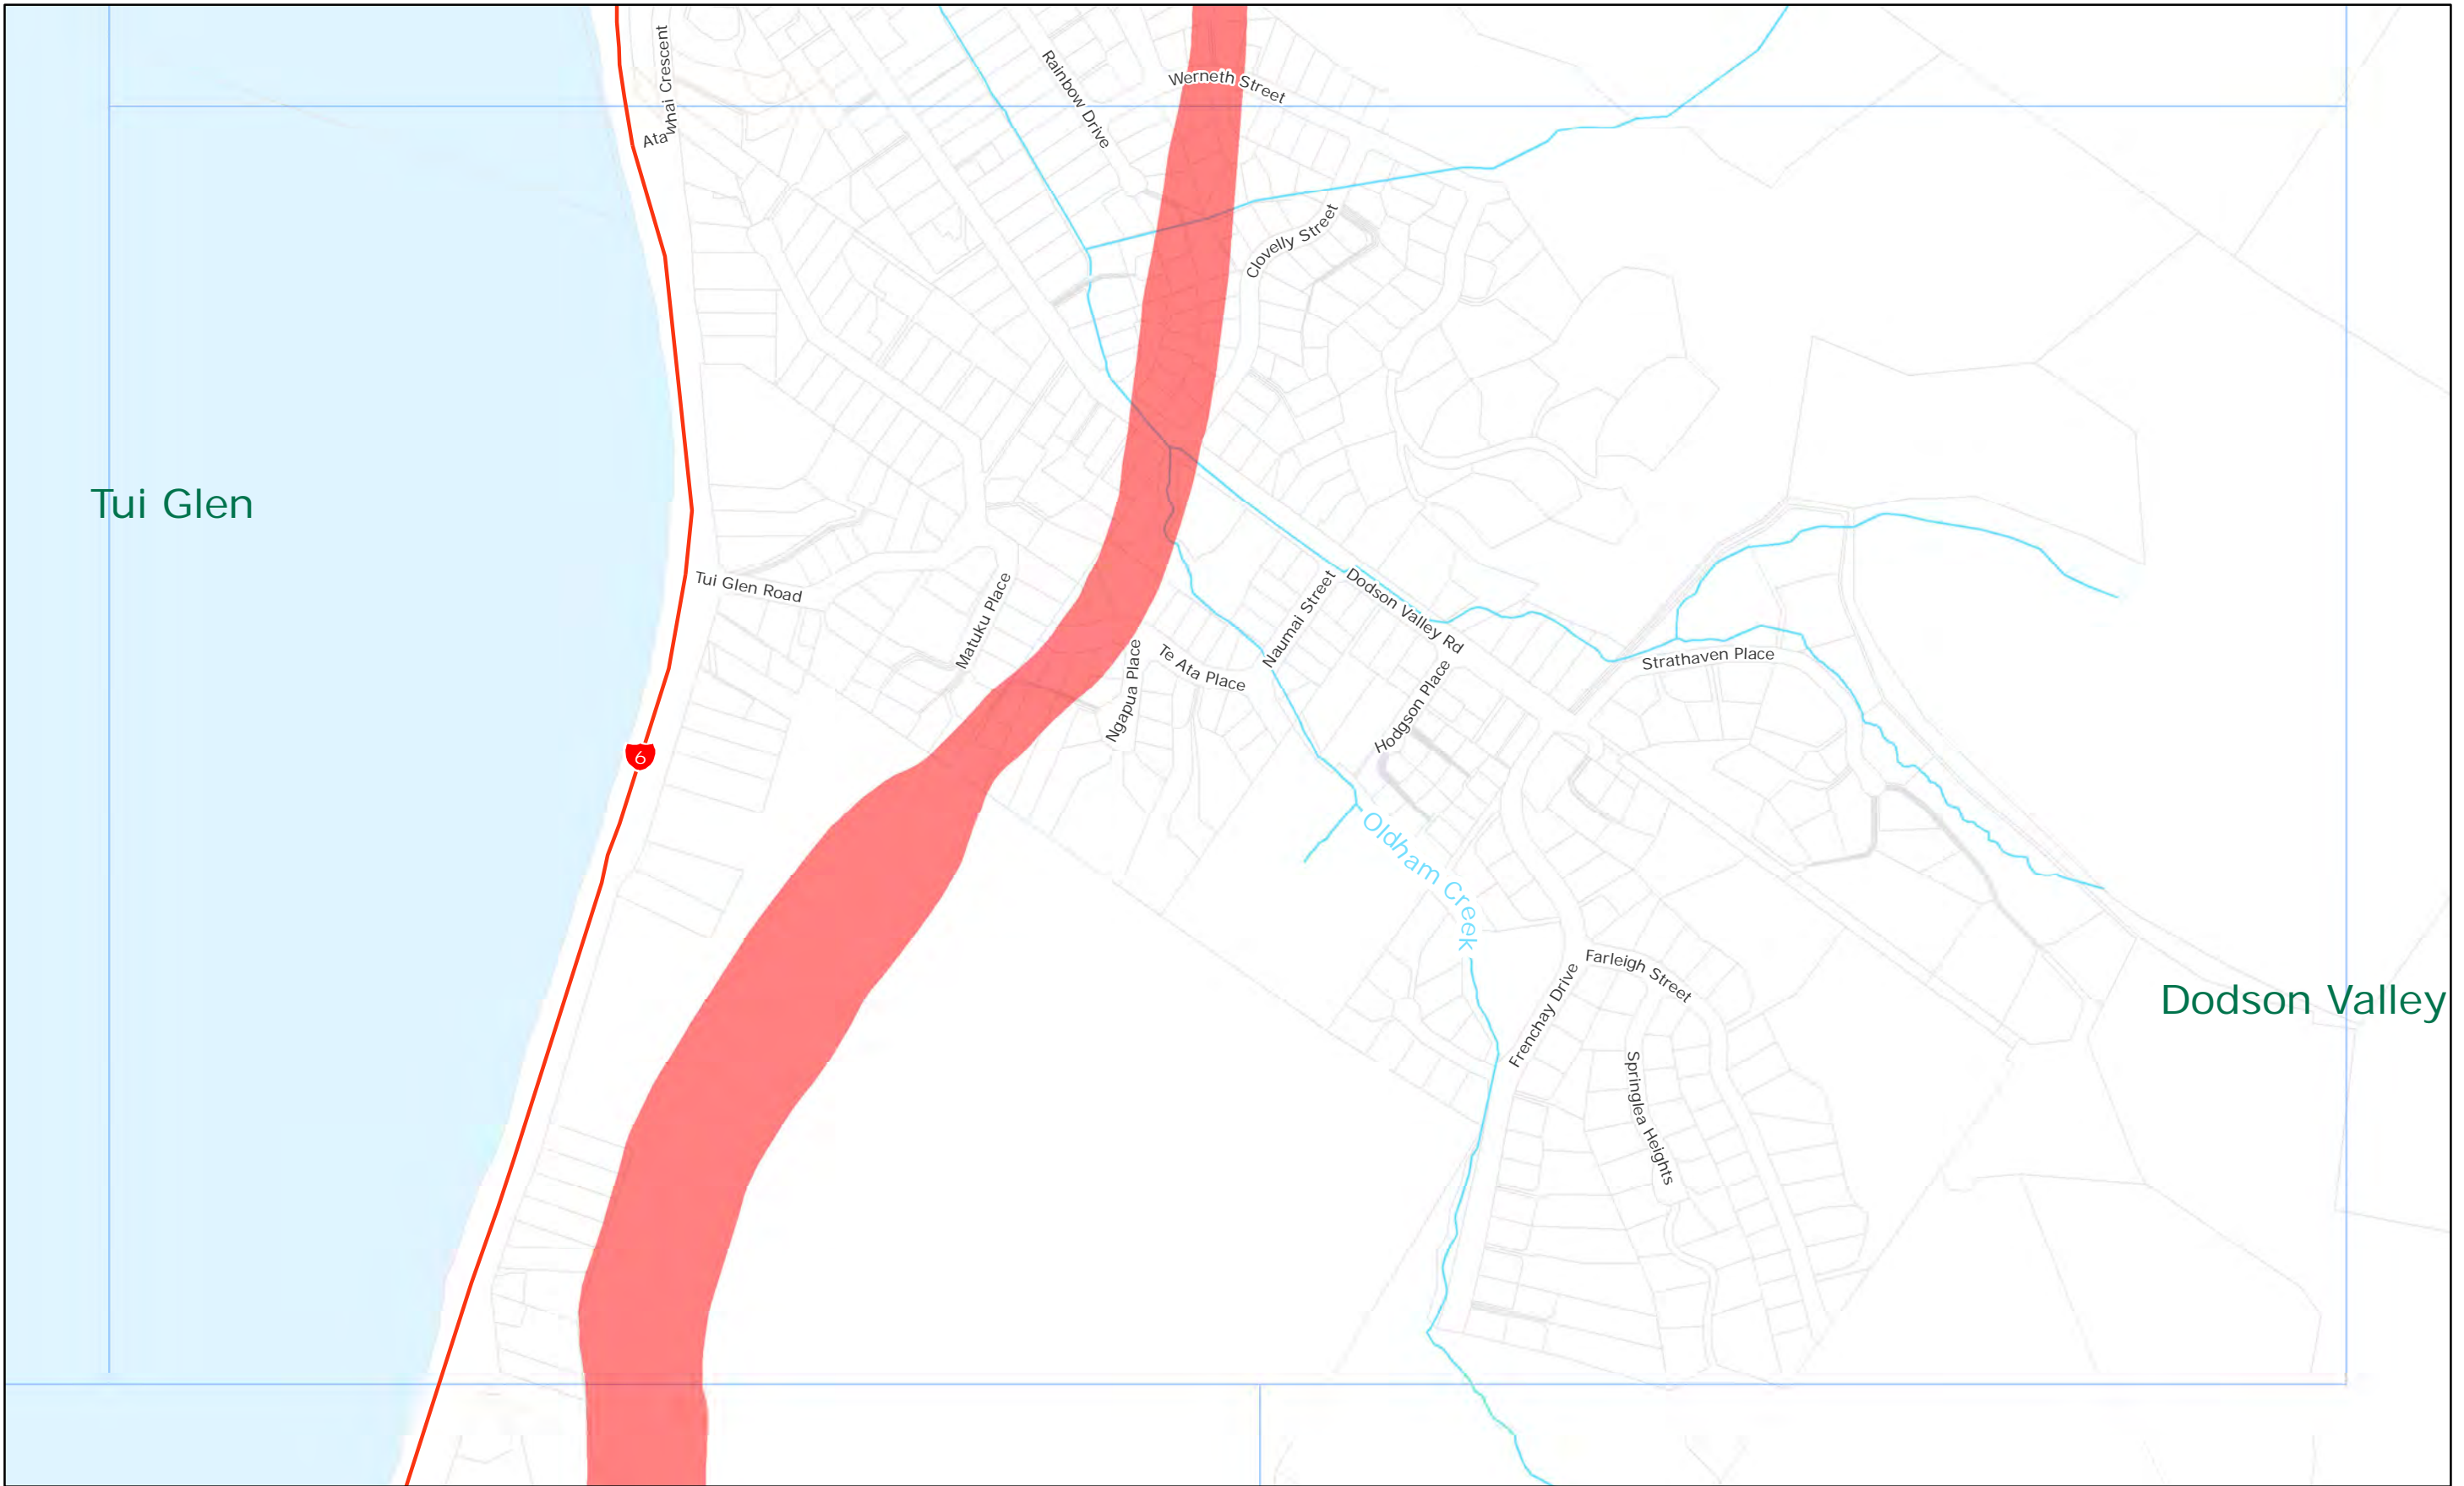 whai Crescent
Ata
Rainbow Drive
Werneth Street
Clovelly Street
Tui Glen
Tui Glen Road
Matuku Place
Ngapua Place
Te Ata Place
Naumai Street
Dodson Valley Rd
Hodgson Place
Strathaven Place
6
Oldham Creek
Farleigh Street
Frenchay Drive
Dodson Valley
Springlea Heights